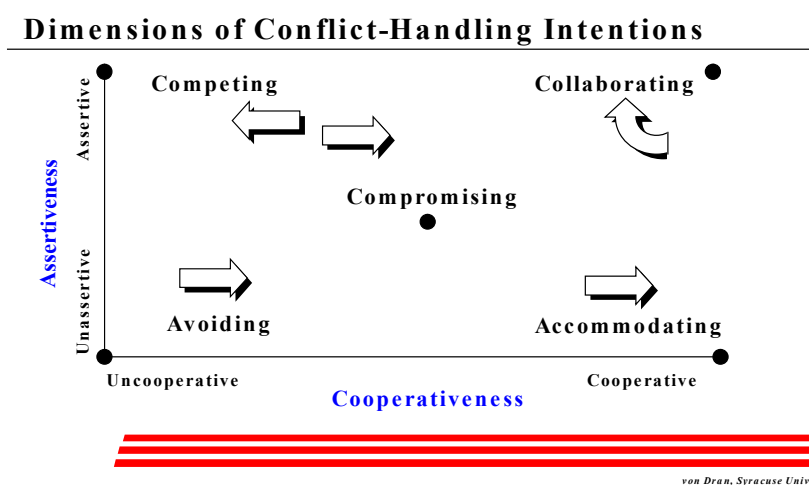 Dimensions of Conflict-Handling Intentions
Competing
Collaborating
Assertive
Compromising
Assertiveness
Unassertive
Avoiding
Accommodating
Uncooperative
Cooperative
Cooperativeness
von Dran, Syracuse Univ